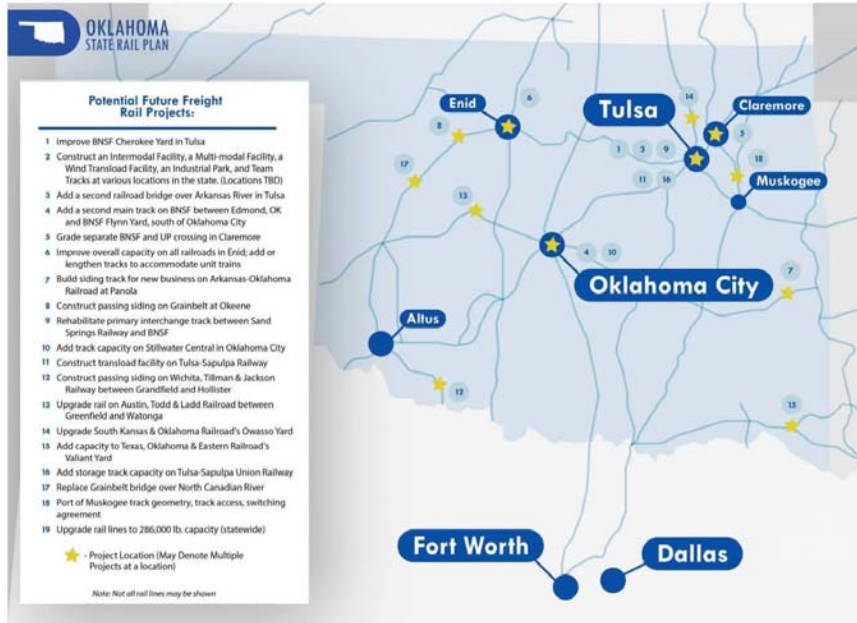 OKLAHOMA
STATE RAIL PLAN
Potential Future Freight
Rail Projects:
1 Improve BNSF Cherokee Yard in Tulsa
2 Construct an Intermodal Facility, a Multi-modal Facility, a
Wind Transload Facility, an Industrial Park, and Team
Tracks at various locations in the state. (Locations TBD)
3 Add a second railroad bridge over Arkansas River in Tulsa
4 Add a second main track on BNSF between Edmond, OK
and BNSF Flynn Yard, south of Oklahoma City
5 Grade separate BNSF and UP crossing in Claremore
6 Improve overall capacity on all railroads in Enid; add or
lengthen tracks to accommodate unit trains
7 Build siding track for new business on Arkansas-Oklahoma
Railroad at Panola
8 Construct passing siding on Grainbelt at Okeene
9 Rehabilitate primary interchange track between Sand
Springs Railway and BNSF
10 Add track capacity on Stillwater Central in Oklahoma City
11 Construct transload facility on Tulsa-Sapulpa Railway
12 Construct passing siding on Wichita, Tillman & Jackson
Railway between Grandfield and Hollister
13 Upgrade rail on Austin, Todd & Ladd Railroad between
Greenfield and Watonga
14 Upgrade South Kansas & Oklahoma Railroad's Owasso Yard
15 Add capacity to Texas, Oklahoma & Eastern Railroad's
Valiant Yard
16 Add storage track capacity on Tulsa-Sapulpa Union Railway
17 Replace Grainbelt bridge over North Canadian River
18 Port of Muskogee track geometry, track access, switching
agreement
19 Upgrade rail lines to 286,000 lb. capacity (statewide)
- Project Location (May Denote Multiple
Projects at a location)
Note: Not all rail lines may be shown
Enid
6
8
17
13
14
Tulsa
Claremore
5
1 3 9
18
11 16
Muskogee
4 10
Oklahoma City
7
Altus
12
15
Fort Worth
Dallas